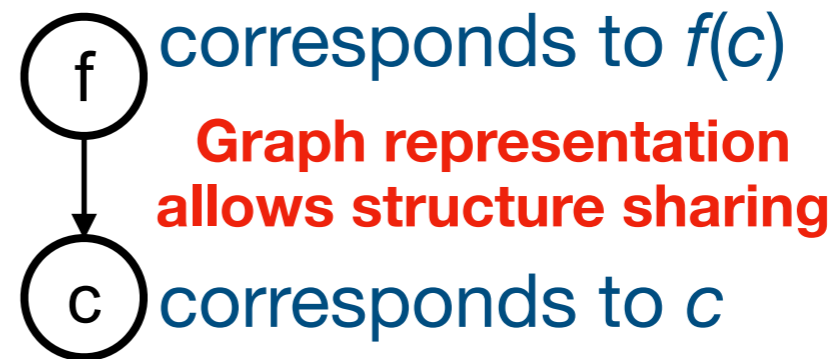 f corresponds to f(c)
Graph representation
allows structure sharing
c corresponds to c